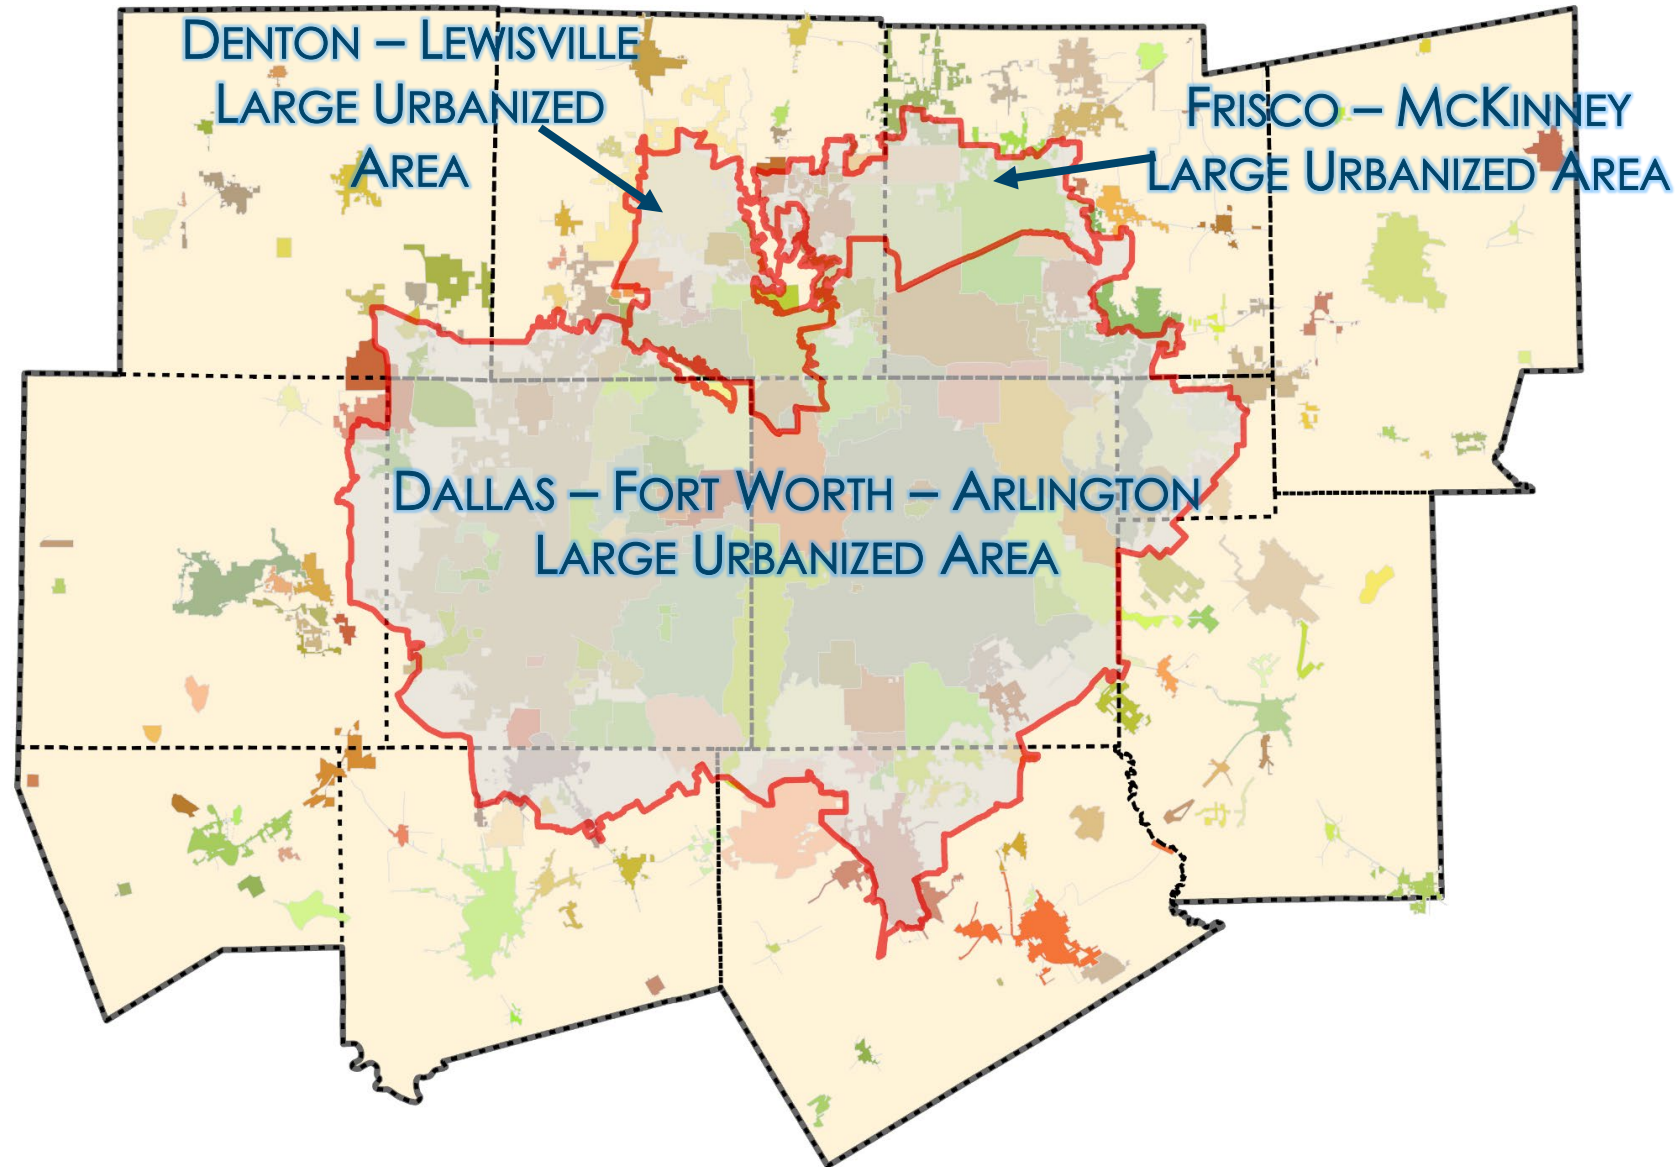 DENTON – LEWISVILLE
LARGE URBANIZED
AREA
FRISCO – MCKINNEY
LARGE URBANIZED AREA
DALLAS – FORT WORTH – ARLINGTON
LARGE URBANIZED AREA